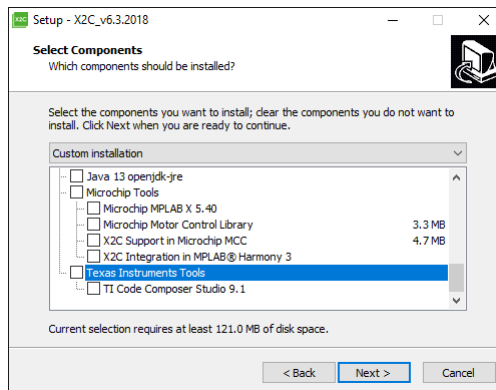 X2C
Setup - X2C_v6.3.2018
Select Components
Which components should be installed?
Select the components you want to install; clear the components you do not want to
install. Click Next when you are ready to continue.
Custom installation
Java 13 openjdk-jre
Microchip Tools
Microchip MPLAB X 5.40
Microchip Motor Control Library 3.3 MB
X2C Support in Microchip MCC 4.7 MB
X2C Integration in MPLAB® Harmony 3
Texas Instruments Tools
TI Code Composer Studio 9.1
Current selection requires at least 121.0 MB of disk space.
< Back Next > Cancel